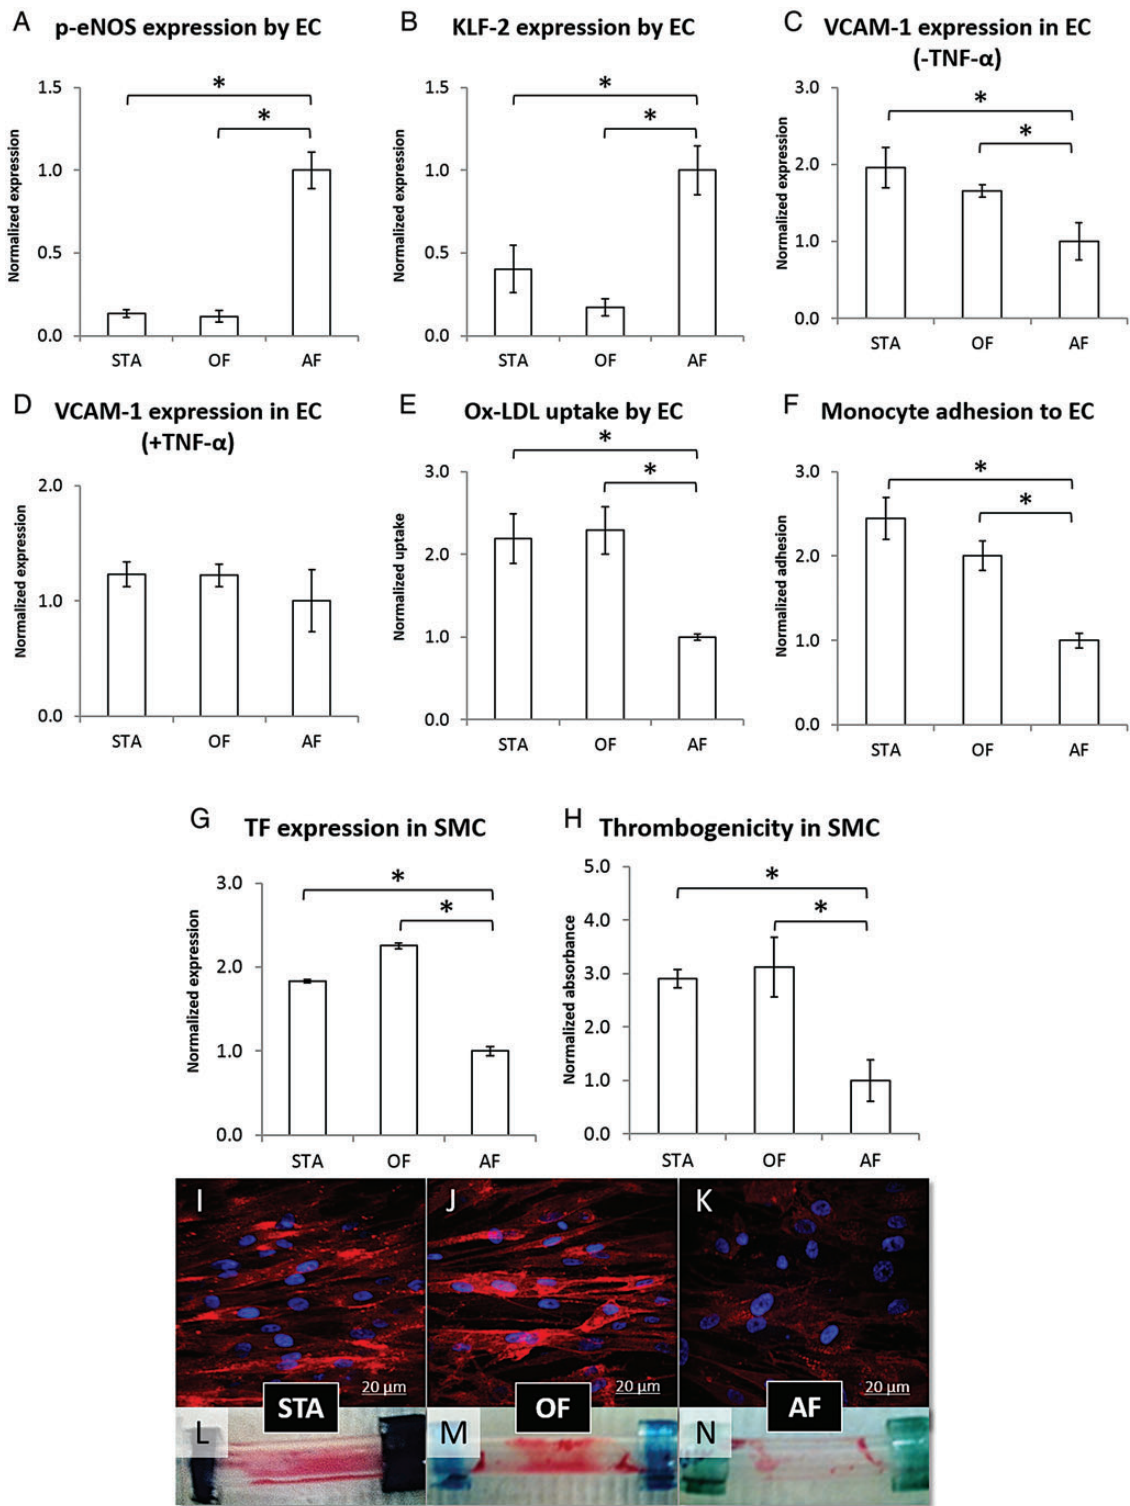 A p-eNOS expression by EC
*
*
Normalized expression
1.5
1.0
0.5
0.0
STA OF AF
B KLF-2 expression by EC
*
*
Normalized expression
1.5
1.0
0.5
0.0
STA OF AF
C VCAM-1 expression in EC
(-TNF-α)
*
*
Normalized expression
3.0
2.0
1.0
0.0
STA OF AF
D VCAM-1 expression in EC
(+TNF-α)
Normalized expression
2.0
1.0
0.0
STA OF AF
E Ox-LDL uptake by EC
*
*
Normalized uptake
3.0
2.0
1.0
0.0
STA OF AF
F Monocyte adhesion to EC
*
*
Normalized adhesion
3.0
2.0
1.0
0.0
STA OF AF
G TF expression in SMC
*
*
Normalized expression
3.0
2.0
1.0
0.0
STA OF AF
H Thrombogenicity in SMC
*
*
Normalized absorbance
5.0
4.0
3.0
2.0
1.0
0.0
STA OF AF
I J K
20 µm 20 µm 20 µm
STA OF AF
L M N